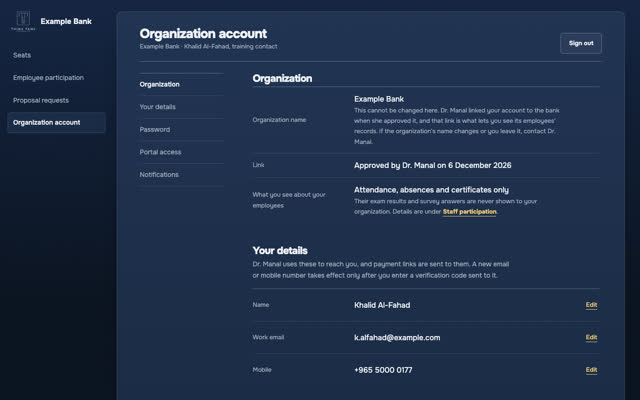 THINK FENG
Example Bank
Seats
Employee participation
Proposal requests
Organization account
Organization account
Example Bank · Khalid Al-Fahad, training contact
Sign out
Organization
Your details
Password
Portal access
Notifications
Organization
Organization name
Example Bank
This cannot be changed here. Dr. Manal linked your account to the bank
when she approved it, and that link is what lets you see its employees'
records. If the organization's name changes or you leave it, contact Dr.
Manal.
Link
Approved by Dr. Manal on 6 December 2026
What you see about your
employees
Attendance, absences and certificates only
Their exam results and survey answers are never shown to your
organization. Details are under Staff participation.
Your details
Dr. Manal uses these to reach you, and payment links are sent to them. A new email
or mobile number takes effect only after you enter a verification code sent to it.
Name
Khalid Al-Fahad
Edit
Work email
k.alfahad@example.com
Edit
Mobile
+965 5000 0177
Edit